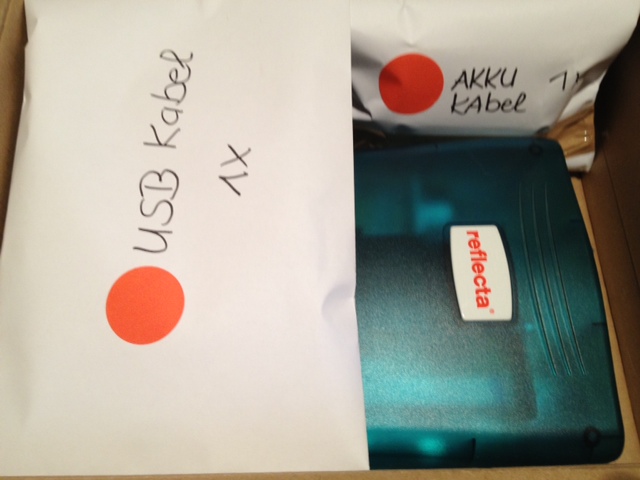 USB Kabel
1x
AKKU 1x
KAbel
reflecta